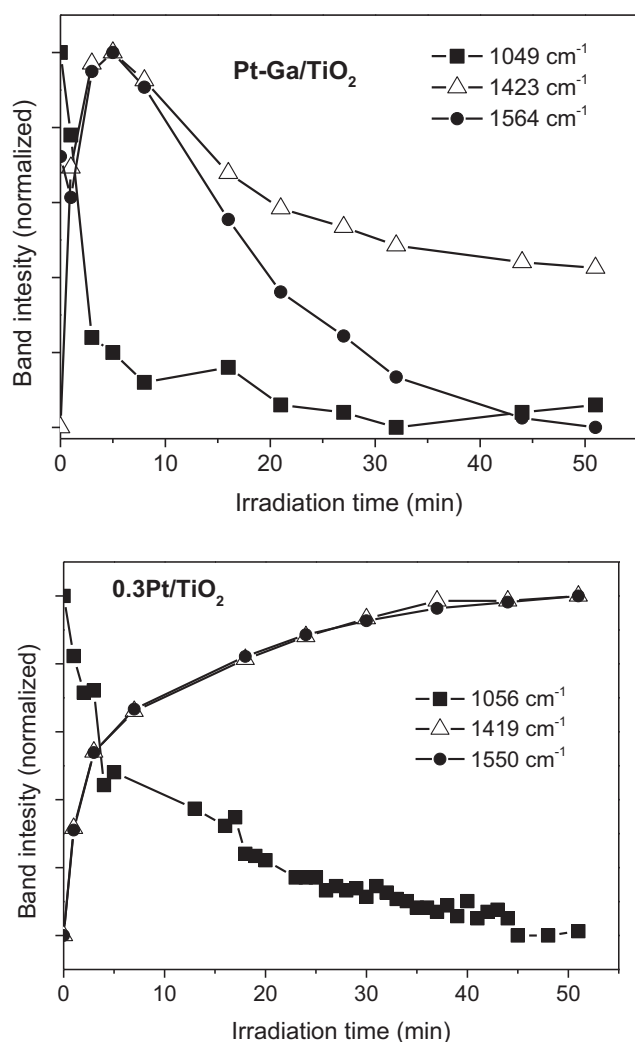 Pt-Ga/TiO₂
1049 cm⁻¹
1423 cm⁻¹
1564 cm⁻¹
Band intesity (normalized)
0 10 20 30 40 50
Irradiation time (min)
0.3Pt/TiO₂
1056 cm⁻¹
1419 cm⁻¹
1550 cm⁻¹
Band intesity (normalized)
0 10 20 30 40 50
Irradiation time (min)